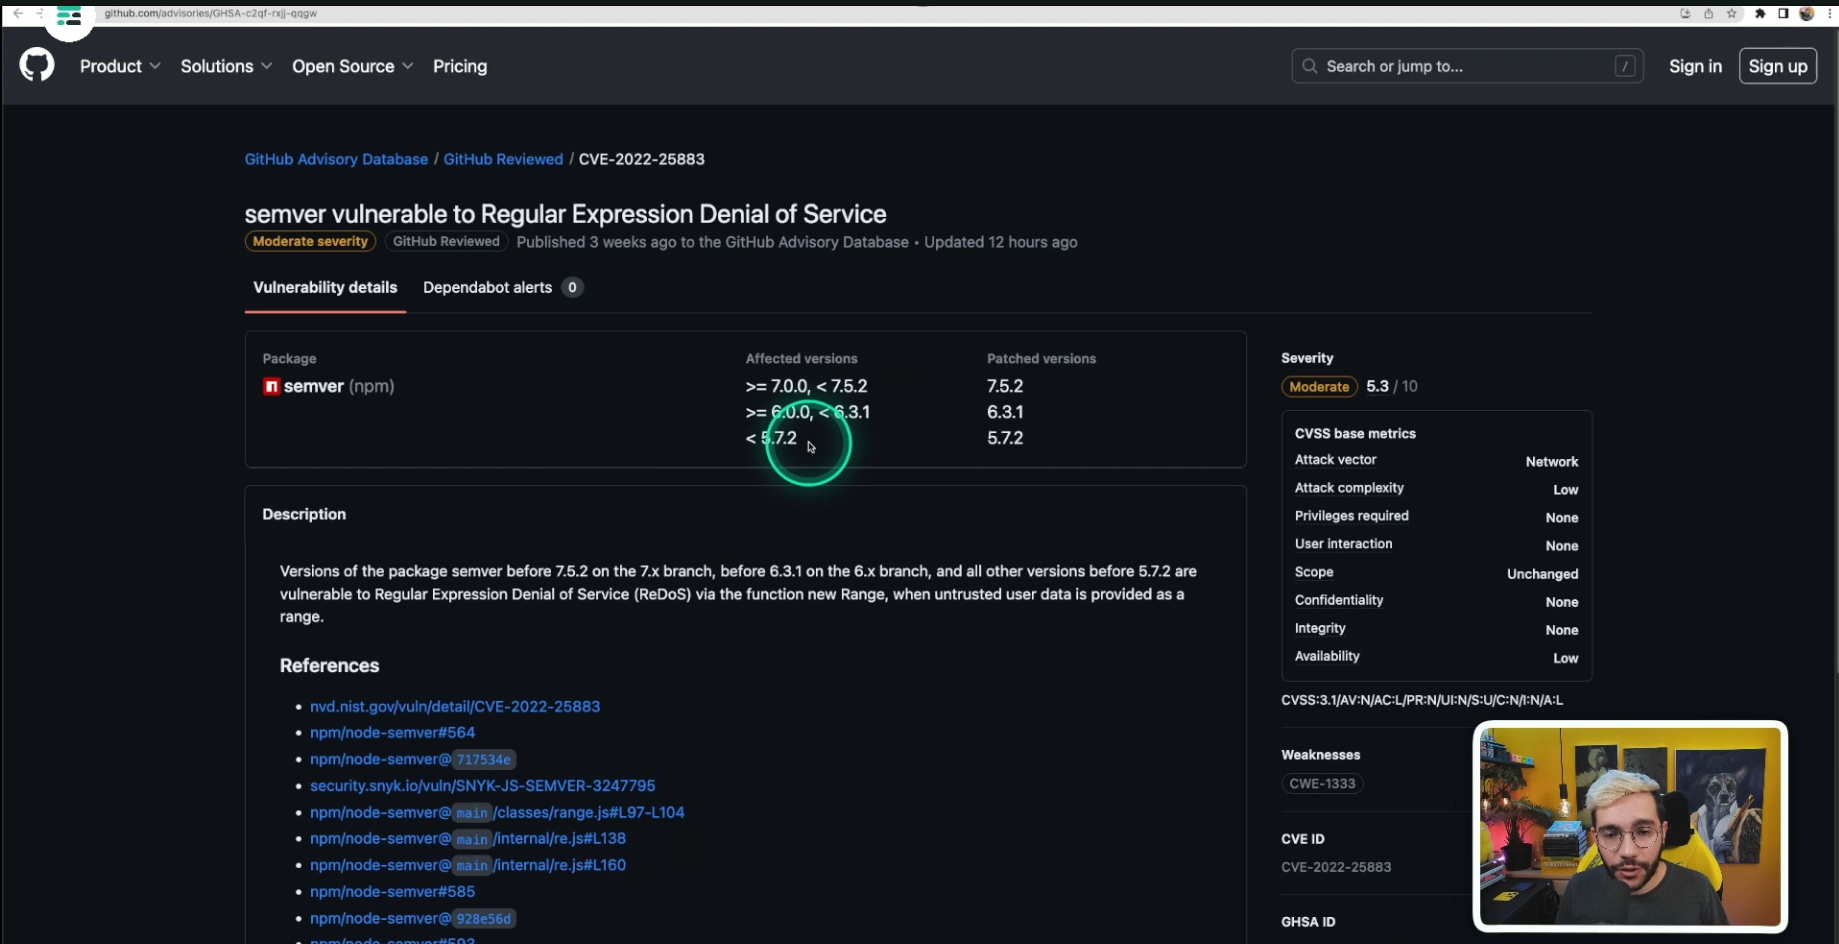 github.com/advisories/GHSA-c2qf-rxjj-qqgw
Product Solutions Open Source Pricing
Search or jump to...
/
Sign in
Sign up
GitHub Advisory Database / GitHub Reviewed / CVE-2022-25883
semver vulnerable to Regular Expression Denial of Service
Moderate severity GitHub Reviewed Published 3 weeks ago to the GitHub Advisory Database • Updated 12 hours ago
Vulnerability details Dependabot alerts 0
Package Affected versions Patched versions
semver (npm) >= 7.0.0, < 7.5.2 7.5.2
>= 6.0.0, < 6.3.1 6.3.1
< 5.7.2 5.7.2
Description
Versions of the package semver before 7.5.2 on the 7.x branch, before 6.3.1 on the 6.x branch, and all other versions before 5.7.2 are
vulnerable to Regular Expression Denial of Service (ReDoS) via the function new Range, when untrusted user data is provided as a
range.
References
• nvd.nist.gov/vuln/detail/CVE-2022-25883
• npm/node-semver#564
• npm/node-semver@717534e
• security.snyk.io/vuln/SNYK-JS-SEMVER-3247795
• npm/node-semver@main/classes/range.js#L97-L104
• npm/node-semver@main/internal/re.js#L138
• npm/node-semver@main/internal/re.js#L160
• npm/node-semver#585
• npm/node-semver@928e56d
• npm/node-semver#593
Severity
Moderate 5.3 / 10
CVSS base metrics
Attack vector Network
Attack complexity Low
Privileges required None
User interaction None
Scope Unchanged
Confidentiality None
Integrity None
Availability Low
CVSS:3.1/AV:N/AC:L/PR:N/UI:N/S:U/C:N/I:N/A:L
Weaknesses
CWE-1333
CVE ID
CVE-2022-25883
GHSA ID